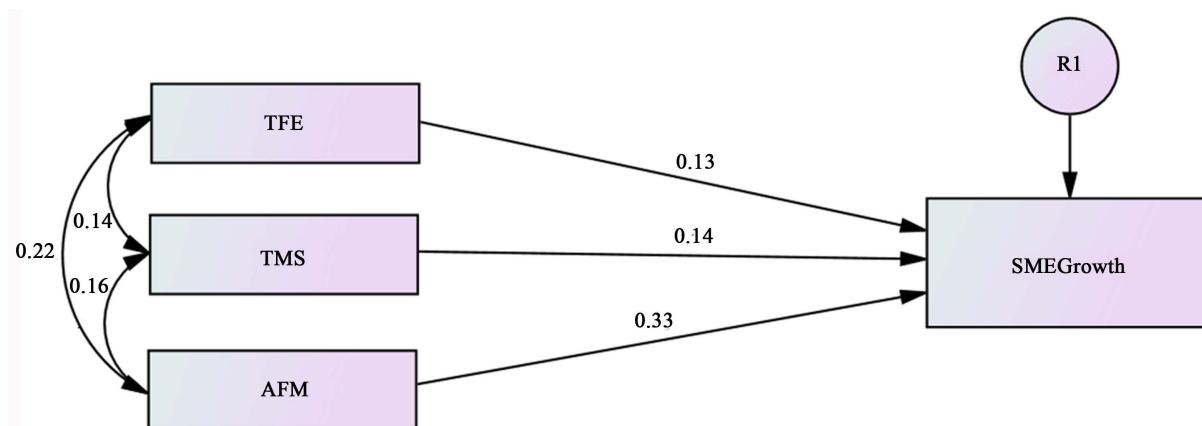 R1
TFE
0.13
0.14
0.22
TMS
0.14
SMEGrowth
0.16
0.33
AFM